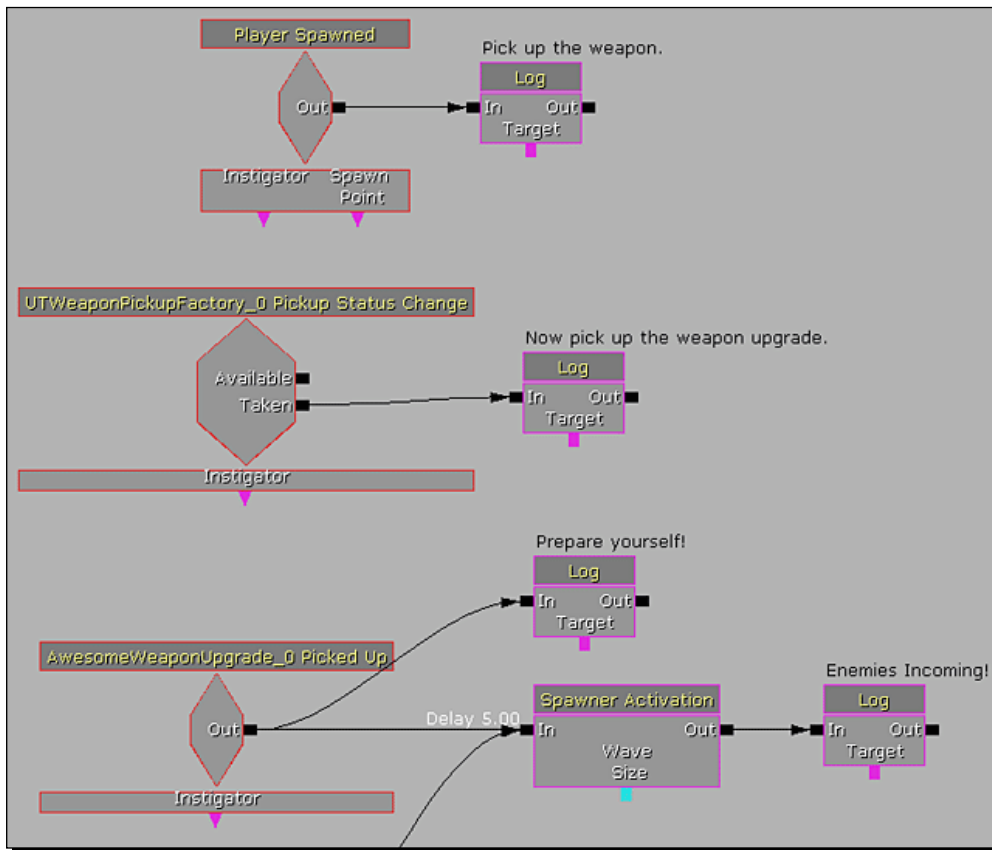 Player Spawned
Pick up the weapon.
Log
Out
In Out
Target
Instigator Spawn
Point
UTWeaponPickupFactory_0 Pickup Status Change
Now pick up the weapon upgrade.
Log
Available
Taken
In Out
Target
Instigator
Prepare yourself!
Log
In Out
Target
AwesomeWeaponUpgrade_0 Picked Up
Enemies Incoming!
Spawner Activation
Log
Out
Delay 5.00
In Out
Wave
Size
In Out
Target
Instigator